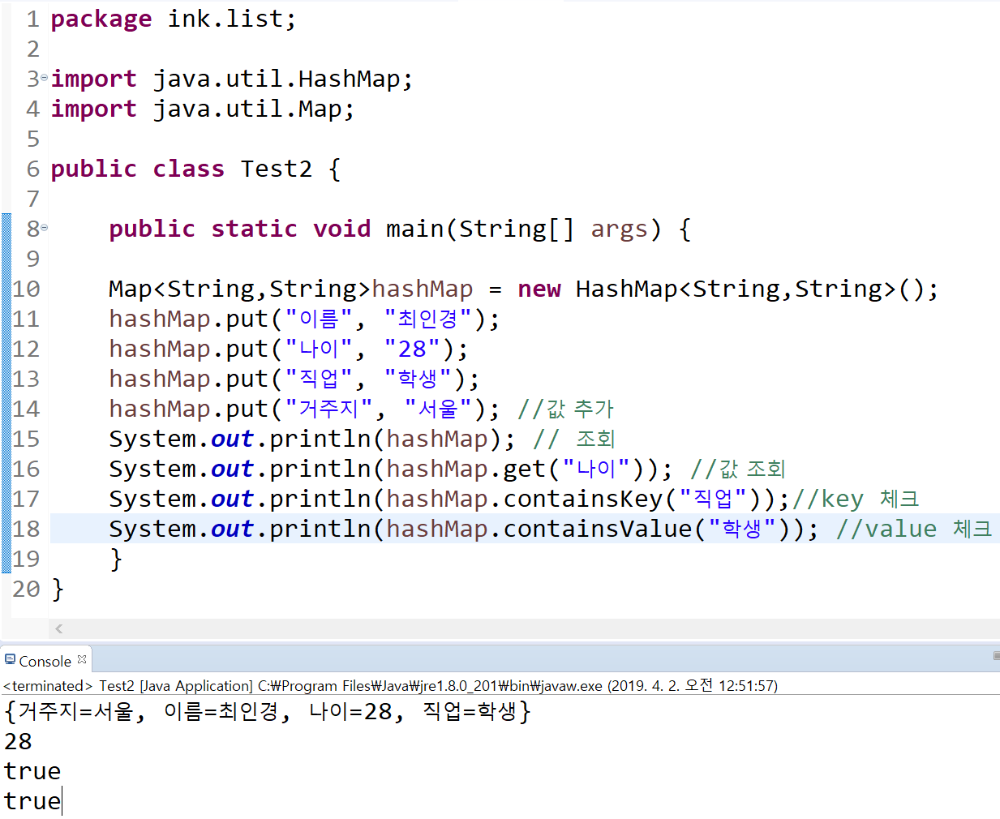 1 package ink.list;
2
3 import java.util.HashMap;
4 import java.util.Map;
5
6 public class Test2 {
7
8     public static void main(String[] args) {
9
10     Map<String,String>hashMap = new HashMap<String,String>();
11     hashMap.put("이름", "최인경");
12     hashMap.put("나이", "28");
13     hashMap.put("직업", "학생");
14     hashMap.put("거주지", "서울"); //값 추가
15     System.out.println(hashMap); // 조회
16     System.out.println(hashMap.get("나이")); //값 조회
17     System.out.println(hashMap.containsKey("직업"));//key 체크
18     System.out.println(hashMap.containsValue("학생")); //value 체크
19     }
20 }
Console
<terminated> Test2 [Java Application] C:₩Program Files₩Java₩jre1.8.0_201₩bin₩javaw.exe (2019. 4. 2. 오전 12:51:57)
{거주지=서울, 이름=최인경, 나이=28, 직업=학생}
28
true
true